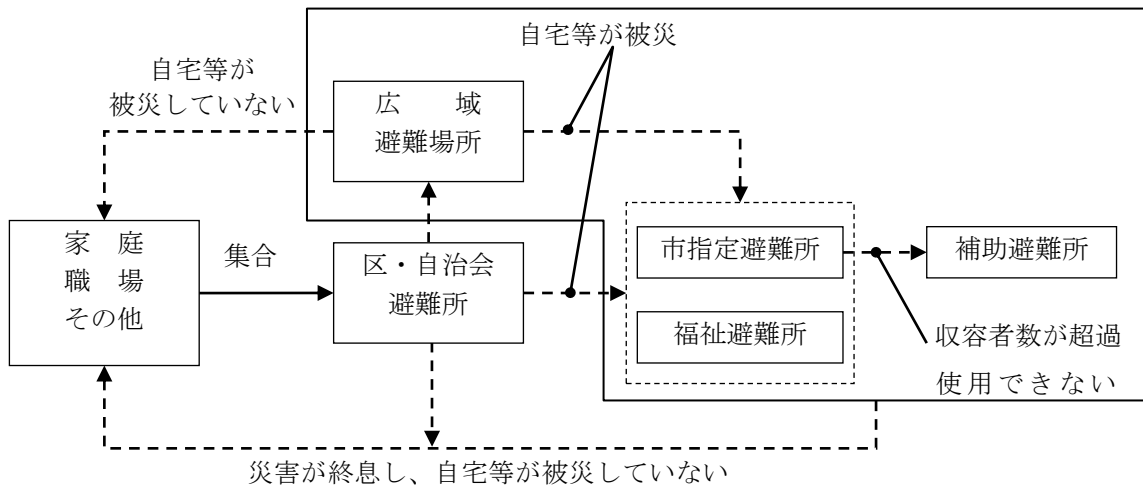 自宅等が被災
自宅等が
被災していない
広　　域
避難場所
家　庭
職　場
その他
集合
区・自治会
避難所
市指定避難所
補助避難所
福祉避難所
収容者数が超過
使用できない
災害が終息し、自宅等が被災していない